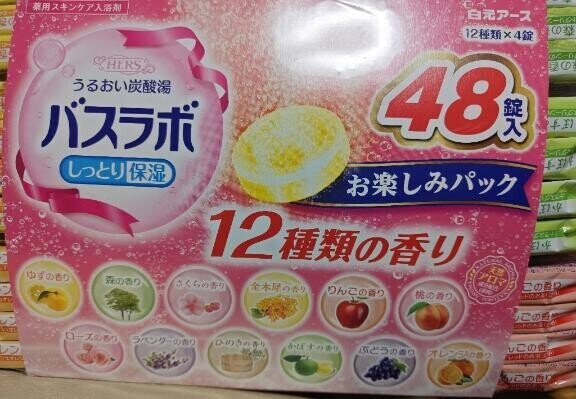 薬用スキンケア入浴剤
HERS
うるおい炭酸湯
バスラボ
しっとり保湿
白元アース
12種類×4錠
48錠入
お楽しみパック
12種類の香り
ゆずの香り
森の香り
さくらの香り
金木犀の香り
りんごの香り
桃の香り
天然アロマ
ローズの香り
ラベンダーの香り
ひのきの香り
かぼすの香り
ぶどうの香り
オレンジの香り